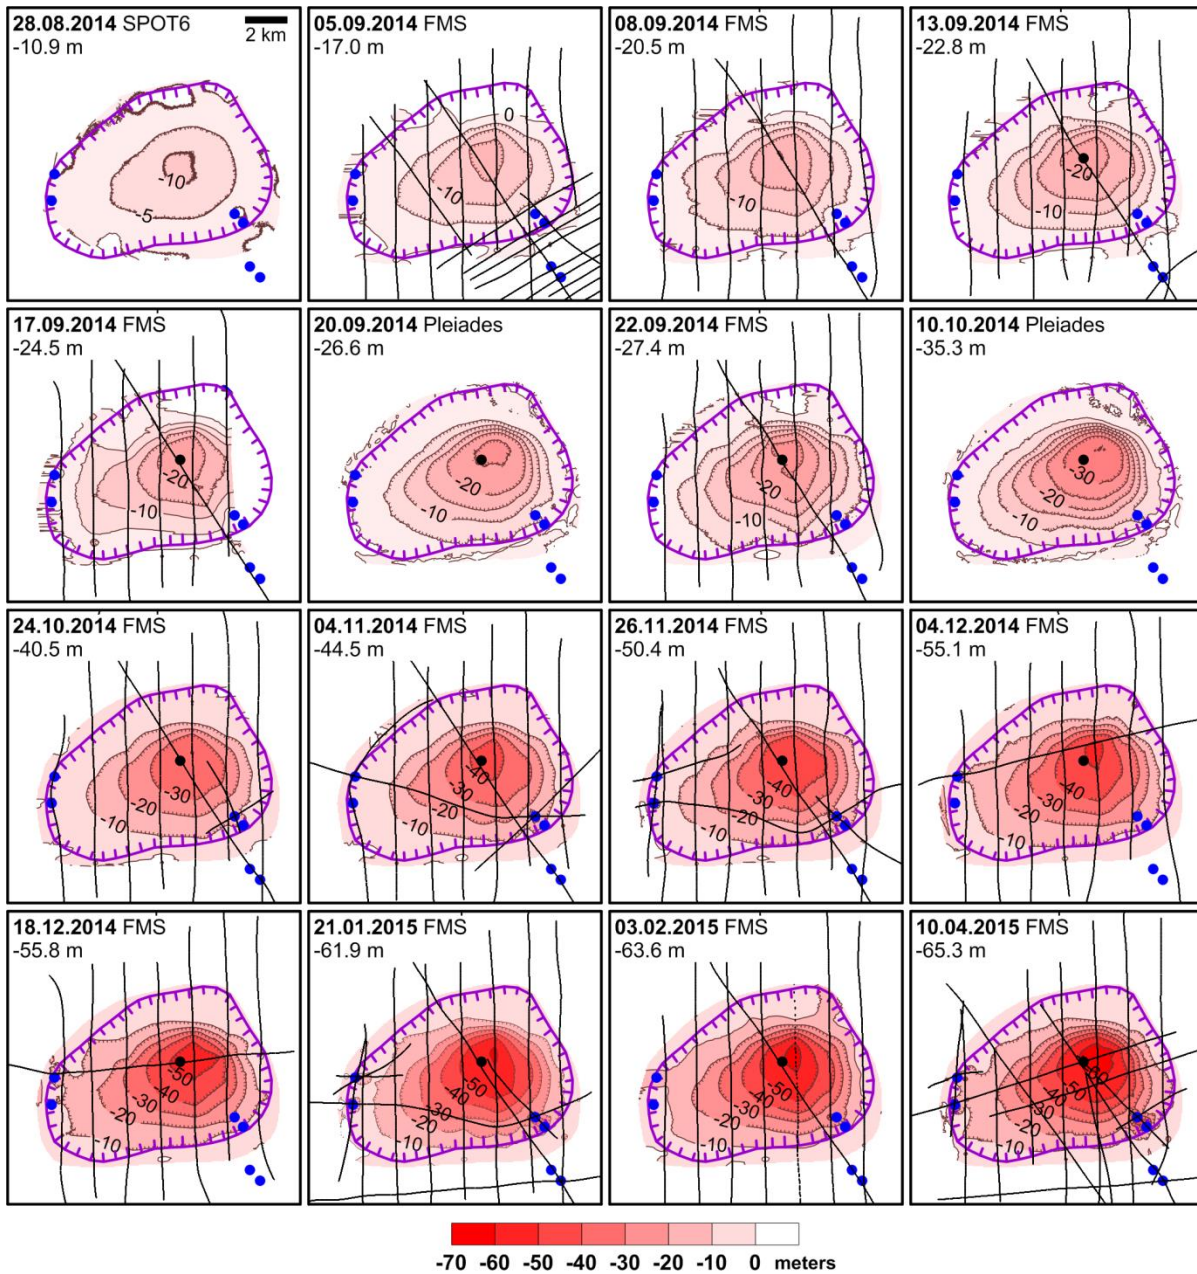 28.08.2014 SPOT6
-10.9 m
2 km
-10
-5
05.09.2014 FMS
-17.0 m
0
-10
08.09.2014 FMS
-20.5 m
-10
13.09.2014 FMS
-22.8 m
-20
-10
17.09.2014 FMS
-24.5 m
-20
-10
20.09.2014 Pleiades
-26.6 m
-20
-10
22.09.2014 FMS
-27.4 m
-20
-10
10.10.2014 Pleiades
-35.3 m
-30
-20
-10
24.10.2014 FMS
-40.5 m
-30
-20
-10
04.11.2014 FMS
-44.5 m
-40
-30
-20
-10
26.11.2014 FMS
-50.4 m
-40
-30
-20
-10
04.12.2014 FMS
-55.1 m
-40
-30
-20
-10
18.12.2014 FMS
-55.8 m
-50
-40
-30
-20
-10
21.01.2015 FMS
-61.9 m
-50
-40
-30
-20
-10
03.02.2015 FMS
-63.6 m
-50
-40
-30
-20
-10
10.04.2015 FMS
-65.3 m
-50
-40
-30
-20
-10
-70 -60 -50 -40 -30 -20 -10 0 meters